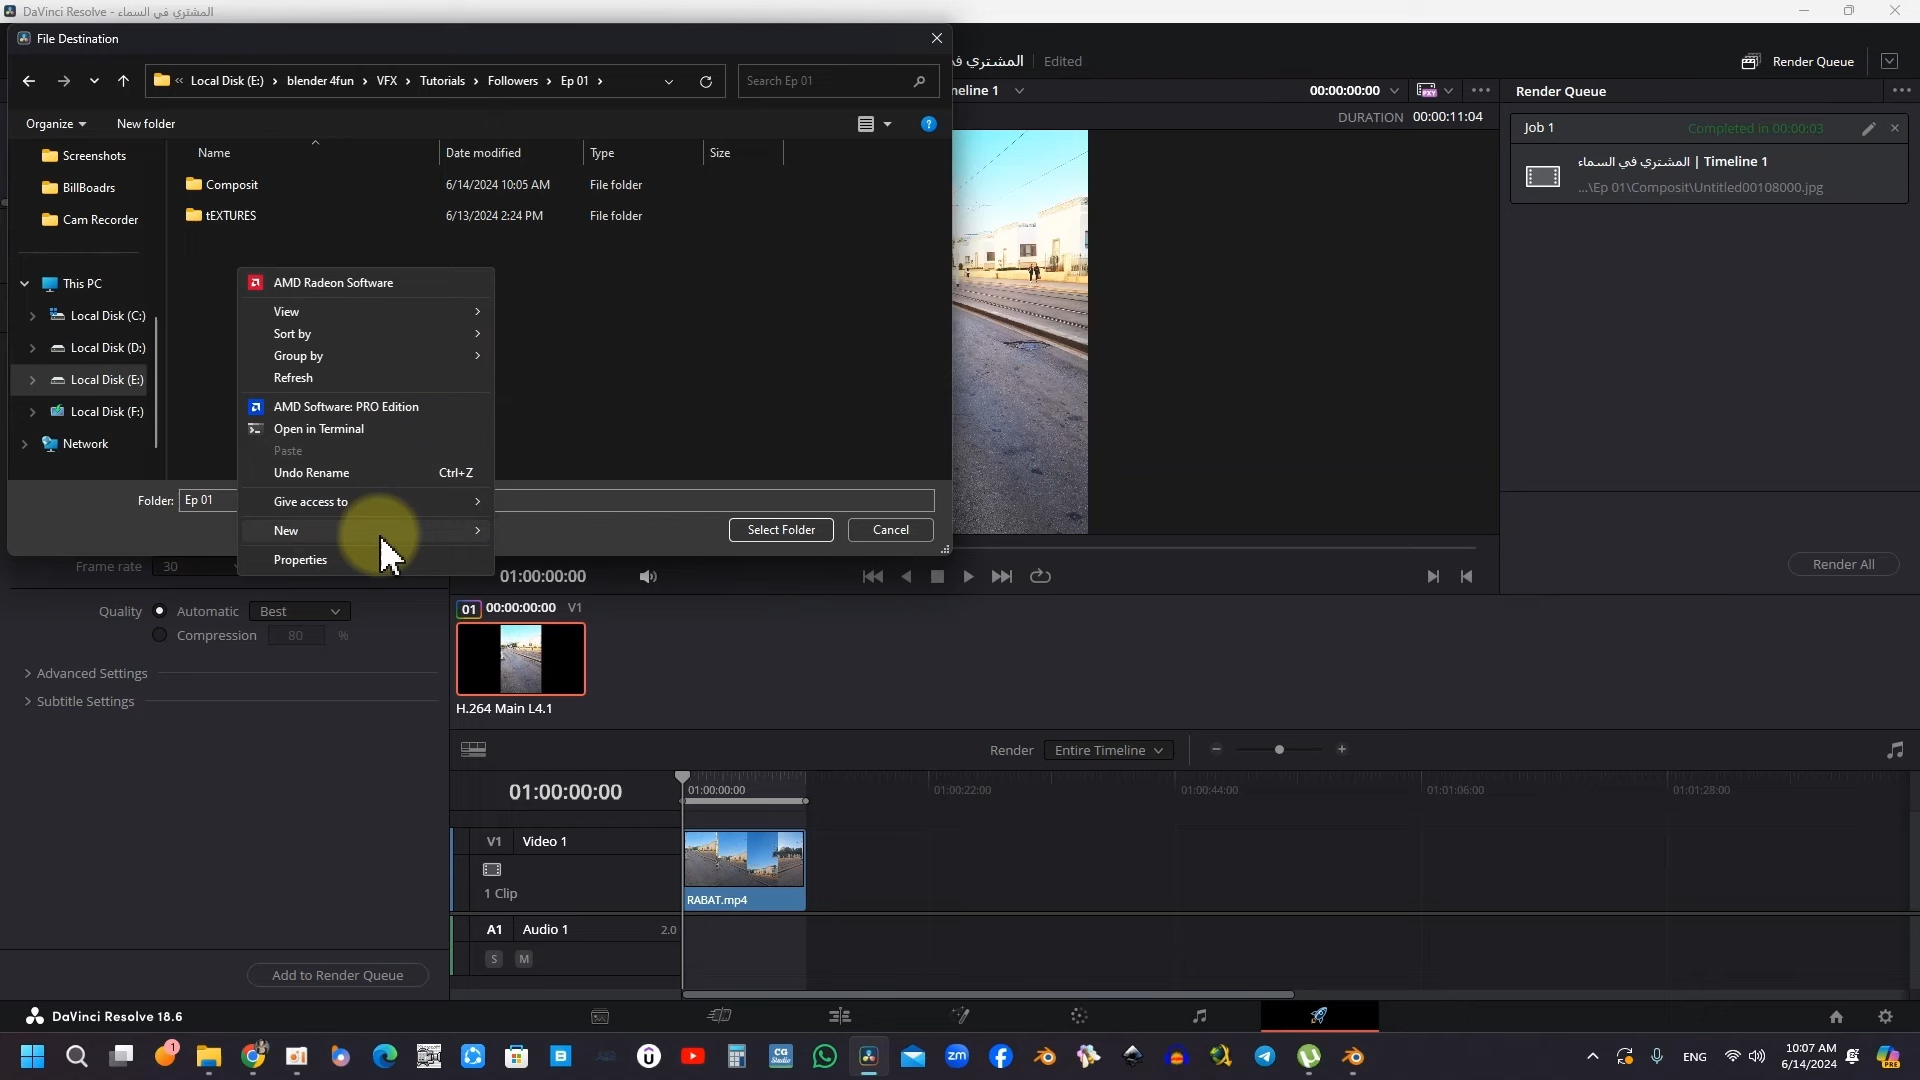 DaVinci Resolve - المشتري في السماء
File Destination
« Local Disk (E:) › blender 4fun › VFX › Tutorials › Followers › Ep 01 ›
Search Ep 01
Organize
New folder
Name
Date modified
Type
Size
Screenshots
BillBoadrs
Cam Recorder
This PC
Local Disk (C:)
Local Disk (D:)
Local Disk (E:)
Local Disk (F:)
Network
Composit
6/14/2024 10:05 AM
File folder
tEXTURES
6/13/2024 2:24 PM
File folder
AMD Radeon Software
View
Sort by
Group by
Refresh
AMD Software: PRO Edition
Open in Terminal
Paste
Undo Rename Ctrl+Z
Give access to
New
Properties
Folder: Ep 01
Select Folder
Cancel
المشتري في
Edited
Render Queue
meline 1
00:00:00:00
PXY
Render Queue
DURATION 00:00:11:04
Job 1
Completed in 00:00:03
المشتري في السماء | Timeline 1
...\Ep 01\Composit\Untitled00108000.jpg
Render All
Frame rate 30
01:00:00:00
Quality Automatic Best
Compression 80 %
Advanced Settings
Subtitle Settings
01 00:00:00:00 V1
H.264 Main L4.1
Render Entire Timeline
01:00:00:00
01:00:00:00
01:00:22:00
01:00:44:00
01:01:06:00
01:01:28:00
V1 Video 1
1 Clip
RABAT.mp4
A1 Audio 1 2.0
S M
Add to Render Queue
DaVinci Resolve 18.6
1
CG
zm
ENG
10:07 AM
6/14/2024
PRE